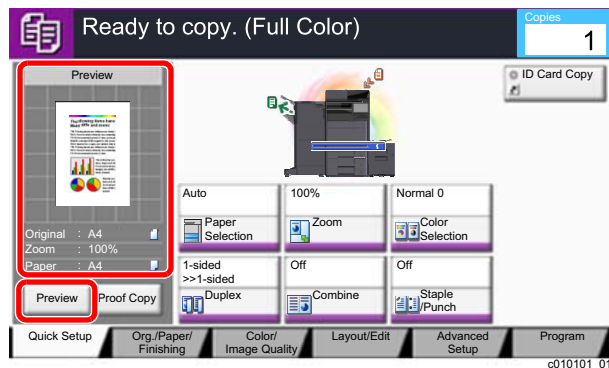 Ready to copy. (Full Color)
Copies
1
Preview
Original : A4
Zoom : 100%
Paper : A4
Preview
Proof Copy
ID Card Copy
Auto
Paper
Selection
100%
Zoom
Normal 0
Color
Selection
1-sided
>>1-sided
Duplex
Off
Combine
Off
Staple
/Punch
Quick Setup
Org./Paper/
Finishing
Color/
Image Quality
Layout/Edit
Advanced
Setup
Program
c010101_01